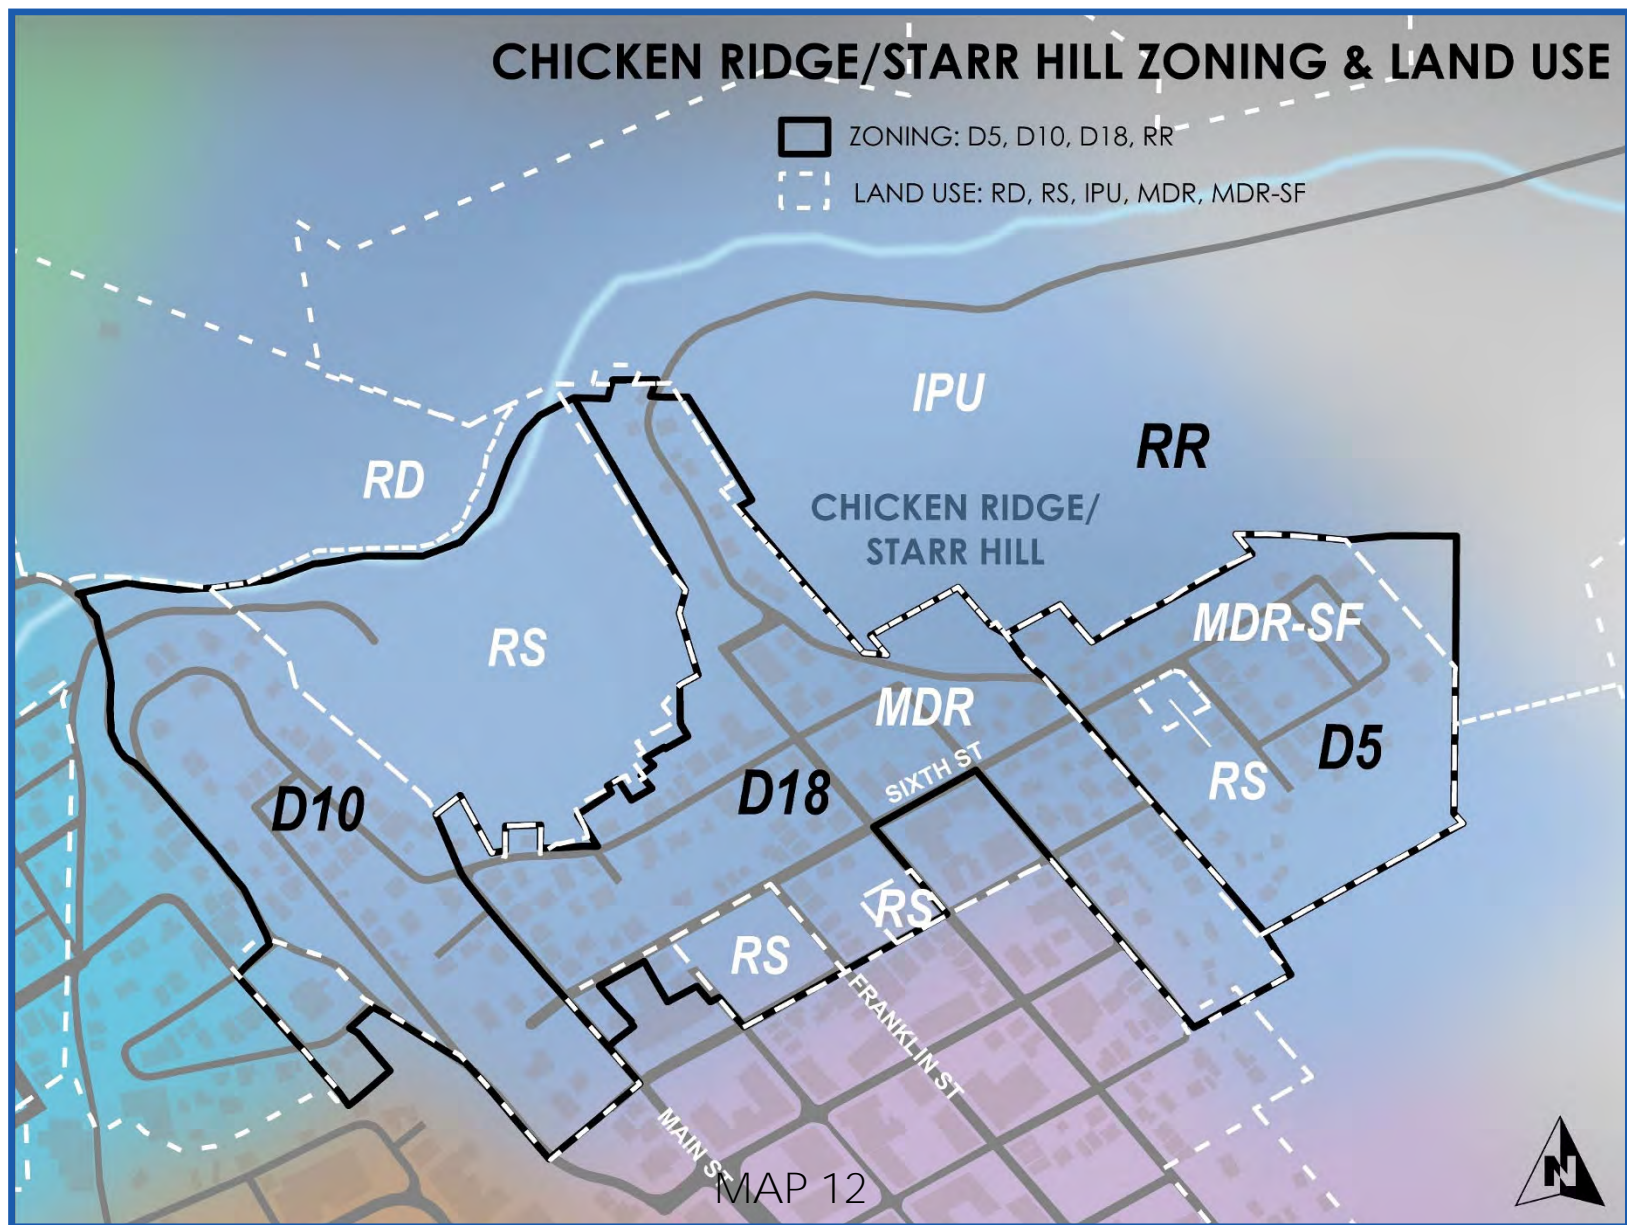 CHICKEN RIDGE/STARR HILL ZONING & LAND USE
ZONING: D5, D10, D18, RR
LAND USE: RD, RS, IPU, MDR, MDR-SF
IPU
RR
RD
CHICKEN RIDGE/
STARR HILL
MDR-SF
RS
MDR
D5
SIXTH ST
RS
D18
D10
RS
RS
FRANKLIN ST
MAIN ST
MAP 12
N